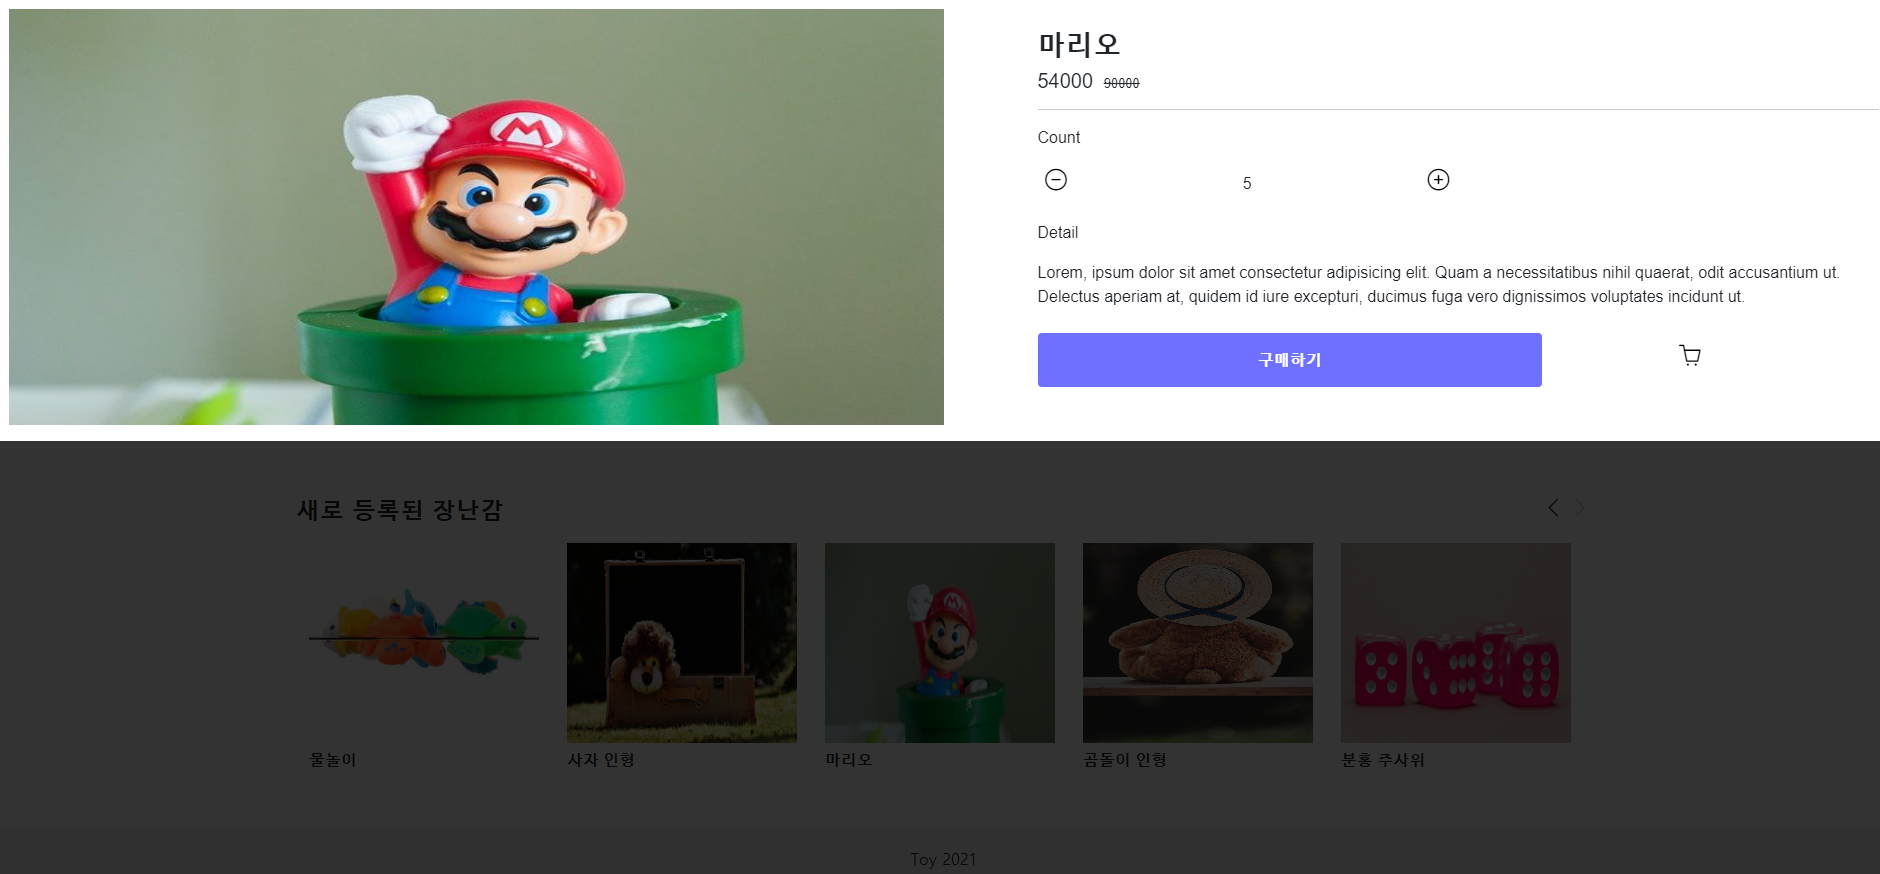 마리오
54000 90000
Count
5
Detail
Lorem, ipsum dolor sit amet consectetur adipisicing elit. Quam a necessitatibus nihil quaerat, odit accusantium ut.
Delectus aperiam at, quidem id iure excepturi, ducimus fuga vero dignissimos voluptates incidunt ut.
구매하기
새로 등록된 장난감
물놀이
사자 인형
마리오
곰돌이 인형
분홍 주사위
Toy 2021